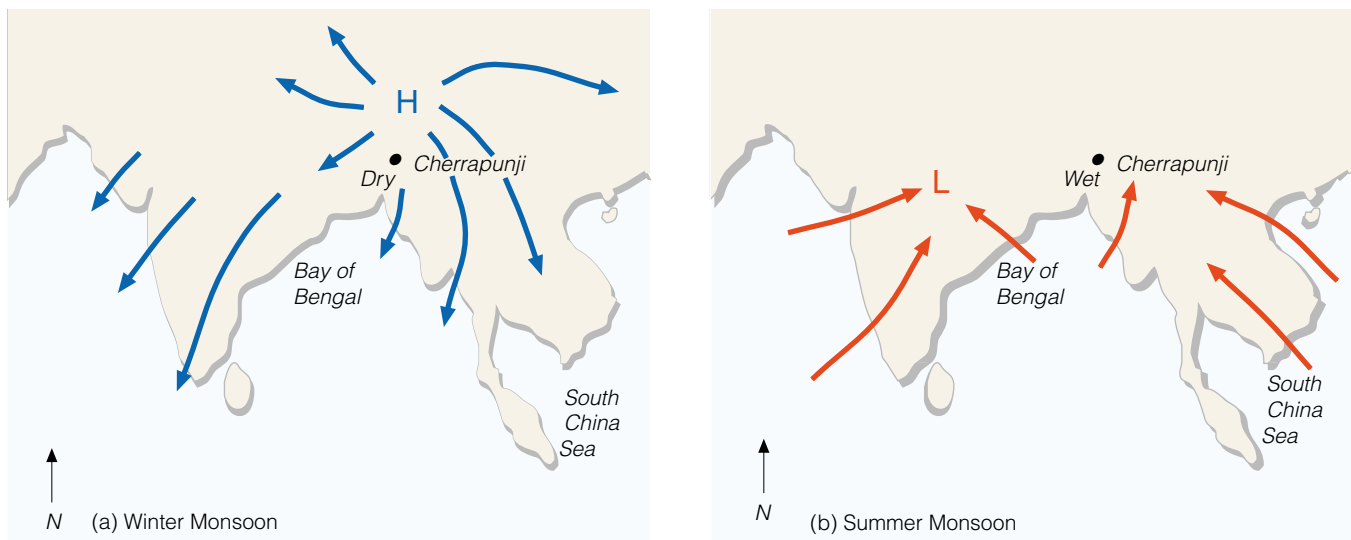 H
Cherrapunji
Dry
Bay of
Bengal
South
China
Sea
N
(a) Winter Monsoon
Cherrapunji
Wet
L
Bay of
Bengal
South
China
Sea
N
(b) Summer Monsoon